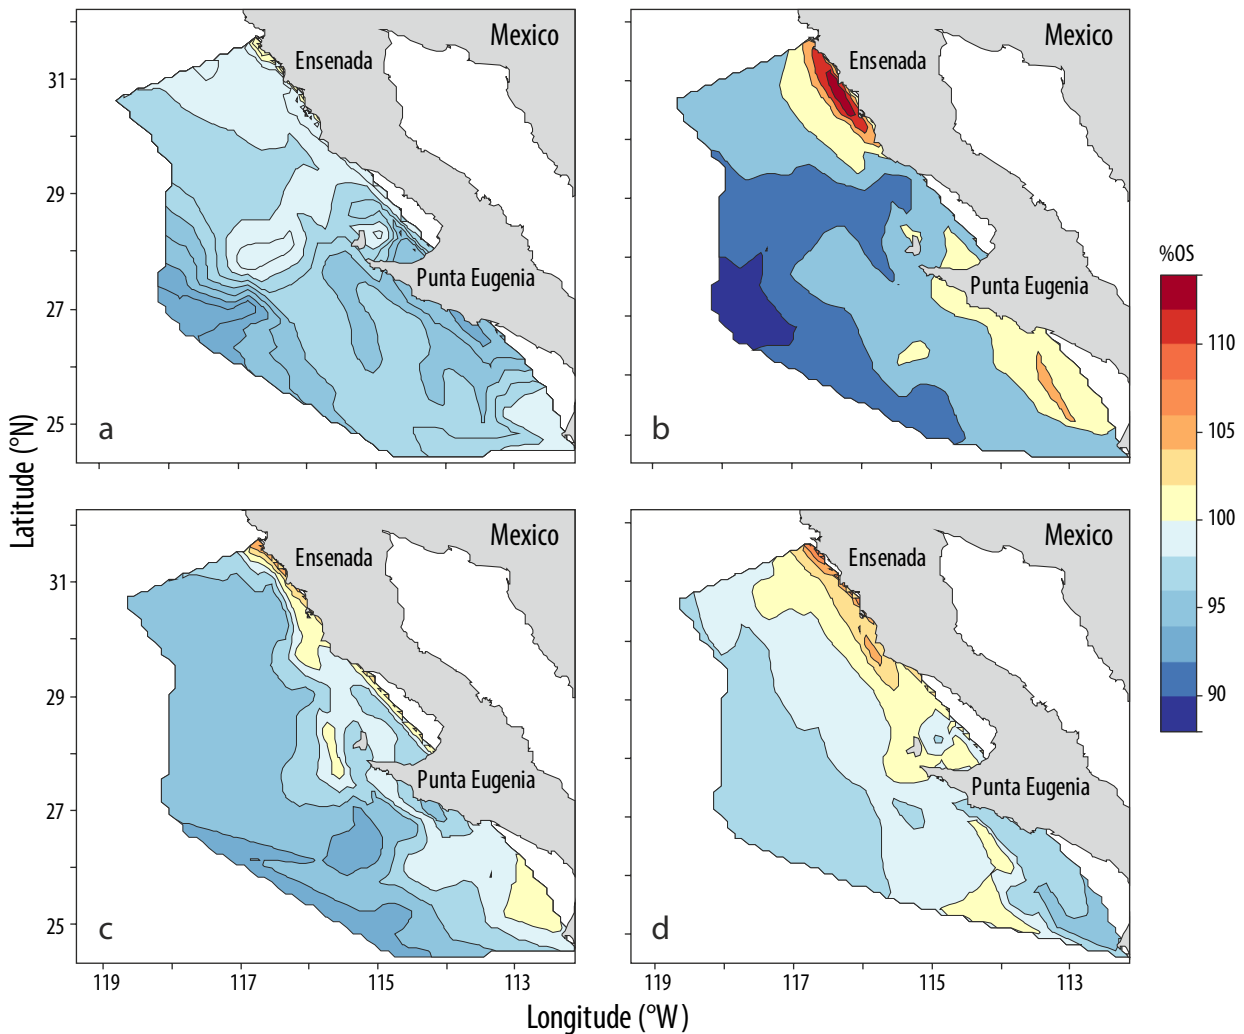 Mexico
Ensenada
Punta Eugenia
a
31
29
27
25
Mexico
Ensenada
Punta Eugenia
b
%OS
110
105
100
95
90
Latitude (°N)
Mexico
Ensenada
Punta Eugenia
c
31
29
27
25
119
117
115
113
Mexico
Ensenada
Punta Eugenia
d
119
117
115
113
Longitude (°W)